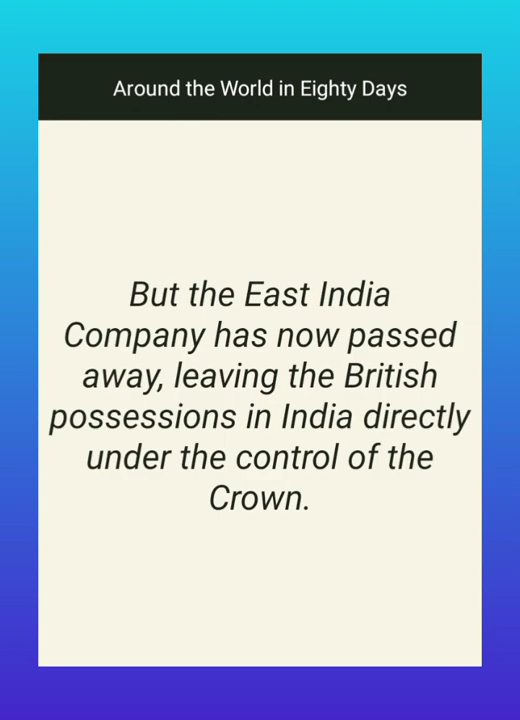 Around the World in Eighty Days
But the East India
Company has now passed
away, leaving the British
possessions in India directly
under the control of the
Crown.